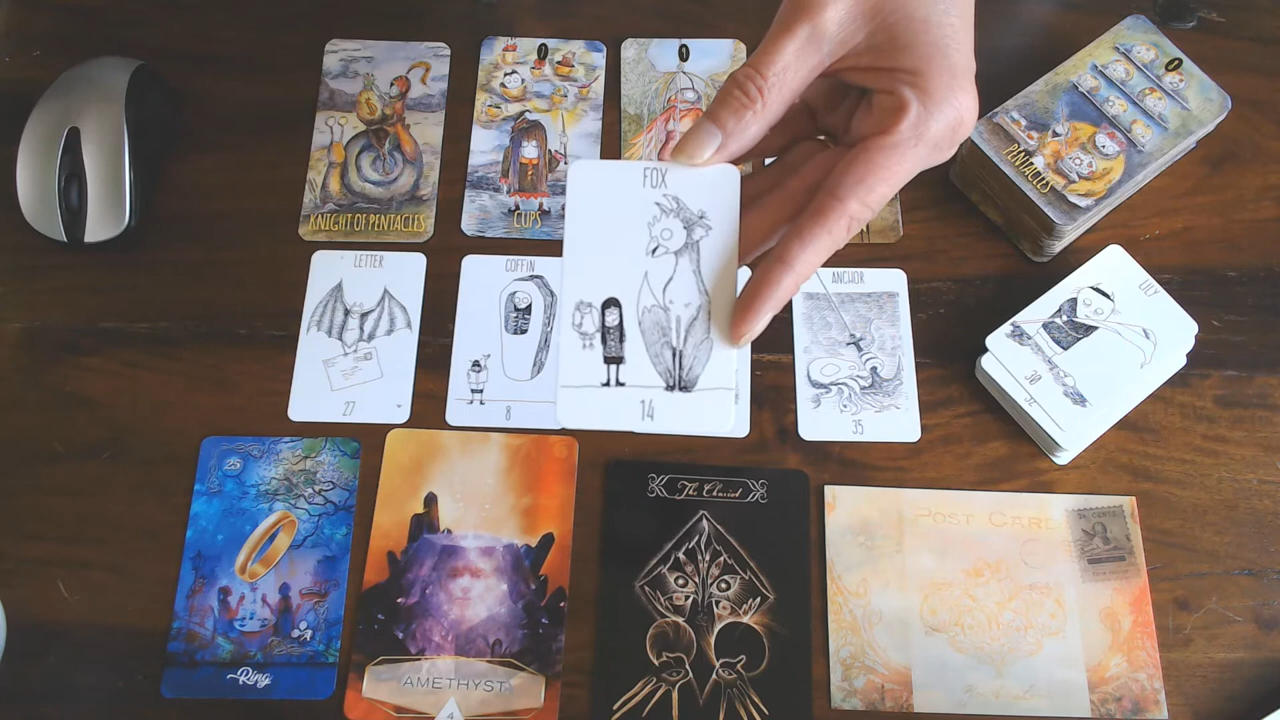 KNIGHT OF PENTACLES
CUPS
PENTACLES
LETTER
27
COFFIN
8
FOX
14
ANCHOR
35
LILY
30
32
25
Ring
A
AMETHYST
4
The Chariot
POST CARD